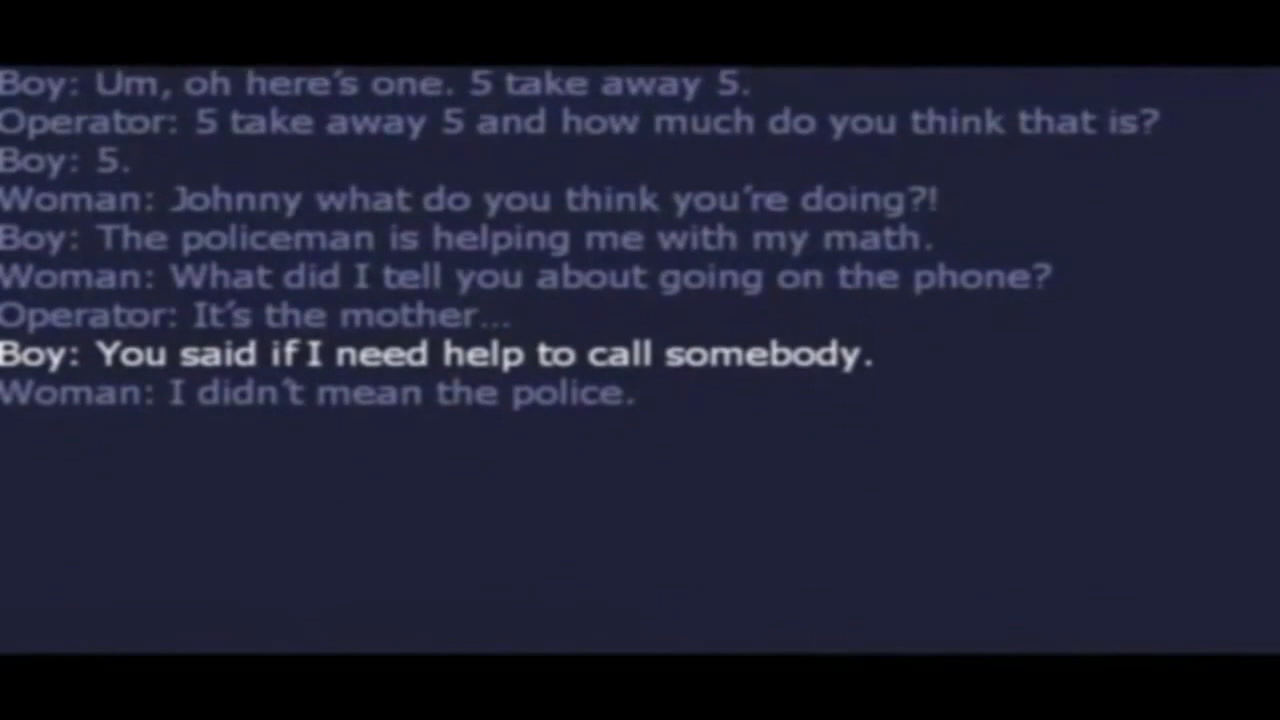 Boy: Um, oh here's one. 5 take away 5.
Operator: 5 take away 5 and how much do you think that is?
Boy: 5.
Woman: Johnny what do you think you're doing?!
Boy: The policeman is helping me with my math.
Woman: What did I tell you about going on the phone?
Operator: It's the mother...
Boy: You said if I need help to call somebody.
Woman: I didn't mean the police.